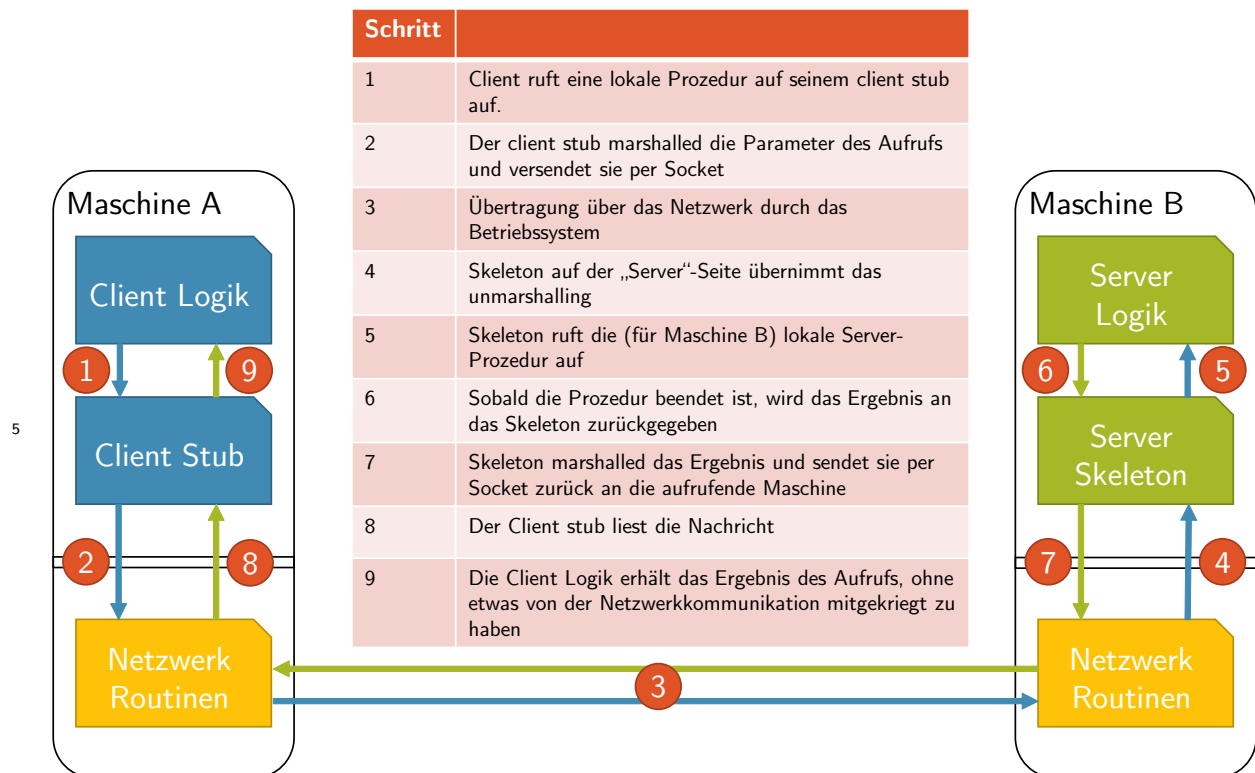 Schritt
1 Client ruft eine lokale Prozedur auf seinem client stub
auf.
2 Der client stub marshalled die Parameter des Aufrufs
und versendet sie per Socket
3 Übertragung über das Netzwerk durch das
Betriebssystem
4 Skeleton auf der „Server“-Seite übernimmt das
unmarshalling
5 Skeleton ruft die (für Maschine B) lokale Server-
Prozedur auf
6 Sobald die Prozedur beendet ist, wird das Ergebnis an
das Skeleton zurückgegeben
7 Skeleton marshalled das Ergebnis und sendet sie per
Socket zurück an die aufrufende Maschine
8 Der Client stub liest die Nachricht
9 Die Client Logik erhält das Ergebnis des Aufrufs, ohne
etwas von der Netzwerkkommunikation mitgekriegt zu
haben
Maschine A
Client Logik
1
9
Client Stub
2
8
Netzwerk
Routinen
3
Maschine B
Server
Logik
6
5
Server
Skeleton
7
4
Netzwerk
Routinen
5